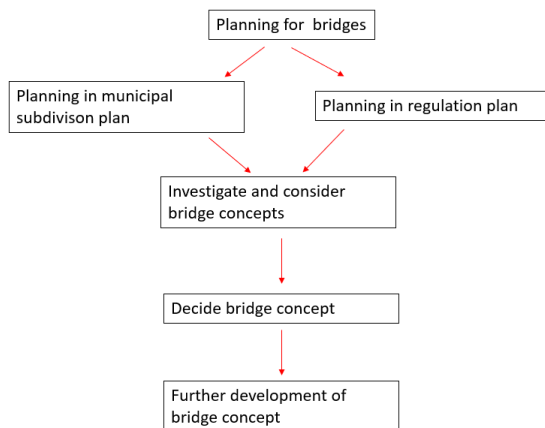 Planning for  bridges
Planning in municipal
subdivison plan
Planning in regulation plan
Investigate and consider
bridge concepts
Decide bridge concept
Further development of
bridge concept